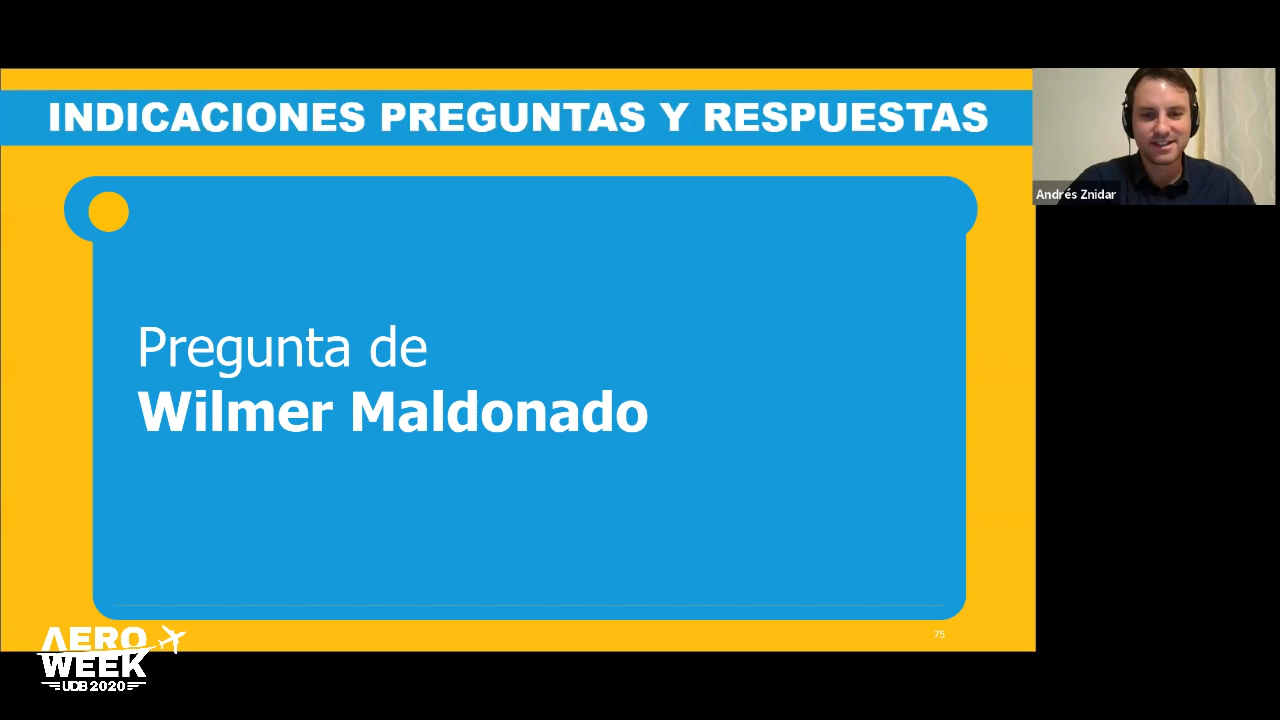 INDICACIONES PREGUNTAS Y RESPUESTAS
Andrés Znidar
Pregunta de
Wilmer Maldonado
75
AERO
WEEK
UDB 2020